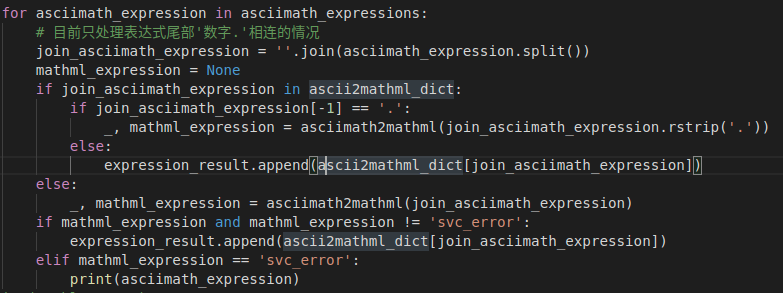 for asciimath_expression in asciimath_expressions:
# 目前只处理表达式尾部'数字.'相连的情况
join_asciimath_expression = ''.join(asciimath_expression.split())
mathml_expression = None
if join_asciimath_expression in ascii2mathml_dict:
if join_asciimath_expression[-1] == '.':
_, mathml_expression = asciimath2mathml(join_asciimath_expression.rstrip('.'))
else:
expression_result.append(ascii2mathml_dict[join_asciimath_expression])
else:
_, mathml_expression = asciimath2mathml(join_asciimath_expression)
if mathml_expression and mathml_expression != 'svc_error':
expression_result.append(ascii2mathml_dict[join_asciimath_expression])
elif mathml_expression == 'svc_error':
print(asciimath_expression)